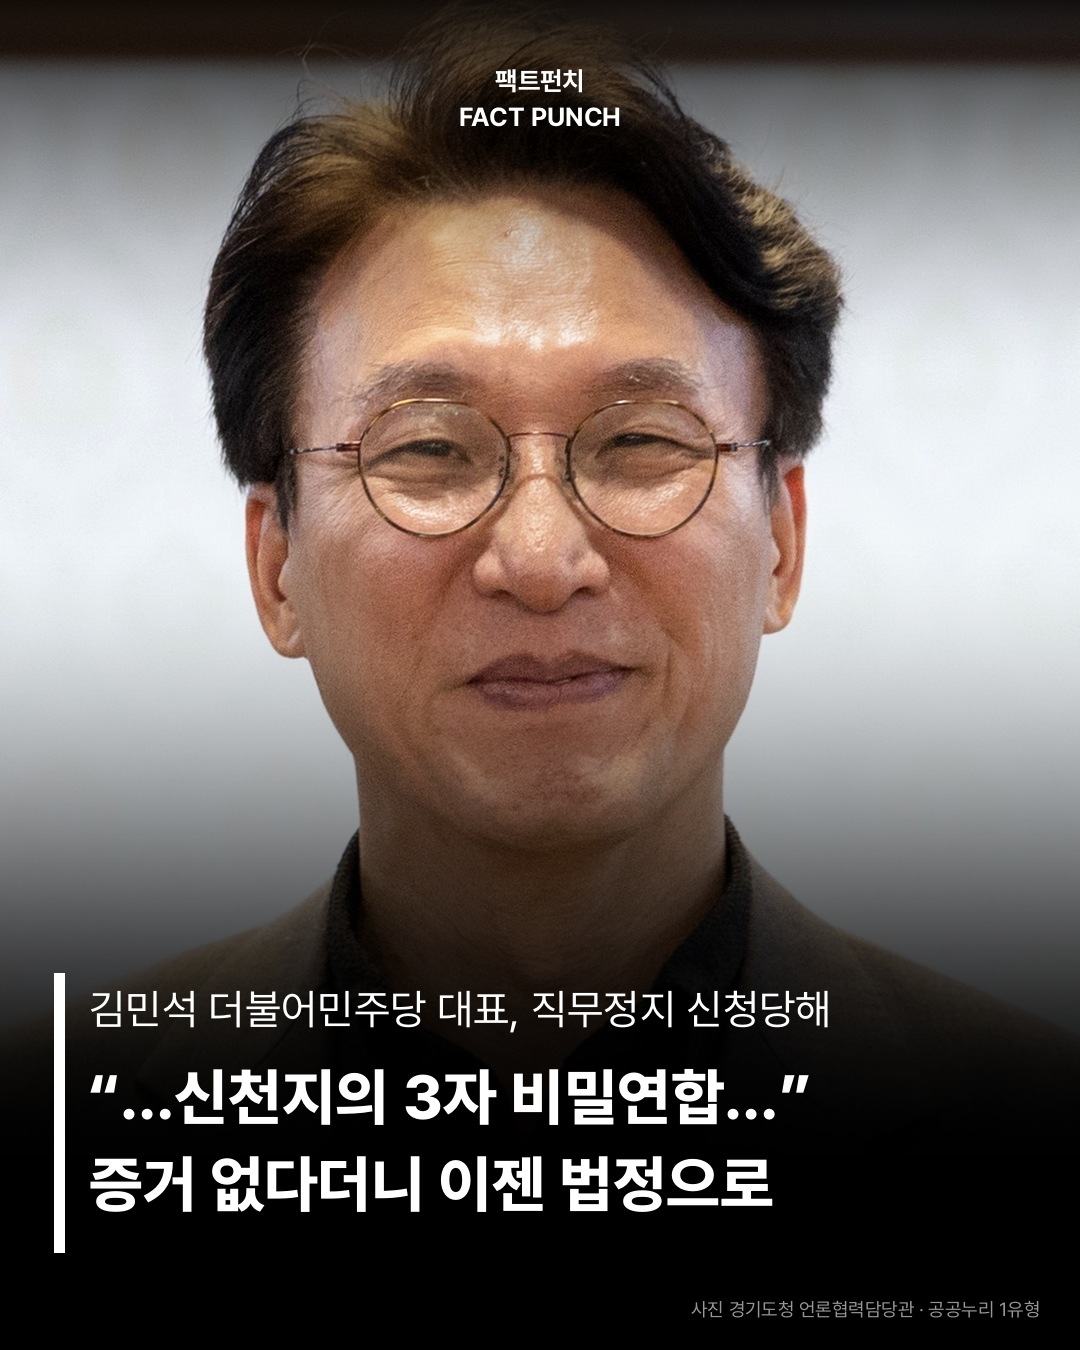 팩트펀치
FACT PUNCH
김민석 더불어민주당 대표, 직무정지 신청당해
“...신천지의 3자 비밀연합...”
증거 없다더니 이젠 법정으로
사진 경기도청 언론협력담당관 · 공공누리 1유형